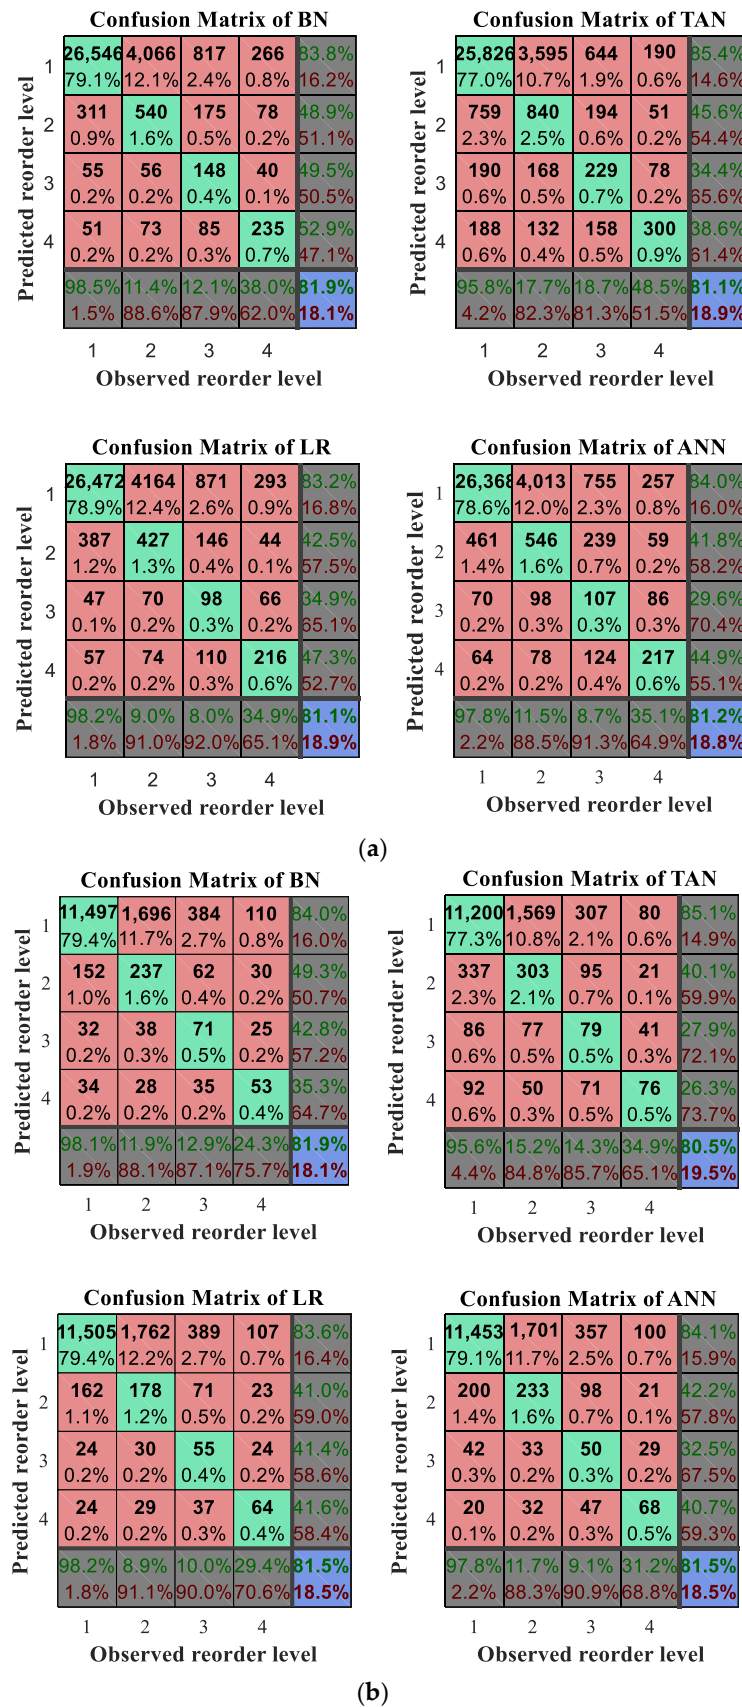 Confusion Matrix of BN
Predicted reorder level
1 26,546 4,066 817 266 83.8%
79.1% 12.1% 2.4% 0.8% 16.2%
2 311 540 175 78 48.9%
0.9% 1.6% 0.5% 0.2% 51.1%
3 55 56 148 40 49.5%
0.2% 0.2% 0.4% 0.1% 50.5%
4 51 73 85 235 52.9%
0.2% 0.2% 0.3% 0.7% 47.1%
98.5% 11.4% 12.1% 38.0% 81.9%
1.5% 88.6% 87.9% 62.0% 18.1%
1 2 3 4
Observed reorder level
Confusion Matrix of TAN
Predicted reorder level
1 25,826 3,595 644 190 85.4%
77.0% 10.7% 1.9% 0.6% 14.6%
2 759 840 194 51 45.6%
2.3% 2.5% 0.6% 0.2% 54.4%
3 190 168 229 78 34.4%
0.6% 0.5% 0.7% 0.2% 65.6%
4 188 132 158 300 38.6%
0.6% 0.4% 0.5% 0.9% 61.4%
95.8% 17.7% 18.7% 48.5% 81.1%
4.2% 82.3% 81.3% 51.5% 18.9%
1 2 3 4
Observed reorder level
Confusion Matrix of LR
Predicted reorder level
1 26,472 4164 871 293 83.2%
78.9% 12.4% 2.6% 0.9% 16.8%
2 387 427 146 44 42.5%
1.2% 1.3% 0.4% 0.1% 57.5%
3 47 70 98 66 34.9%
0.1% 0.2% 0.3% 0.2% 65.1%
4 57 74 110 216 47.3%
0.2% 0.2% 0.3% 0.6% 52.7%
98.2% 9.0% 8.0% 34.9% 81.1%
1.8% 91.0% 92.0% 65.1% 18.9%
1 2 3 4
Observed reorder level
Confusion Matrix of ANN
Predicted reorder level
1 26,368 4,013 755 257 84.0%
78.6% 12.0% 2.3% 0.8% 16.0%
2 461 546 239 59 41.8%
1.4% 1.6% 0.7% 0.2% 58.2%
3 70 98 107 86 29.6%
0.2% 0.3% 0.3% 0.3% 70.4%
4 64 78 124 217 44.9%
0.2% 0.2% 0.4% 0.6% 55.1%
97.8% 11.5% 8.7% 35.1% 81.2%
2.2% 88.5% 91.3% 64.9% 18.8%
1 2 3 4
Observed reorder level
(a)
Confusion Matrix of BN
Predicted reorder level
1 11,497 1,696 384 110 84.0%
79.4% 11.7% 2.7% 0.8% 16.0%
2 152 237 62 30 49.3%
1.0% 1.6% 0.4% 0.2% 50.7%
3 32 38 71 25 42.8%
0.2% 0.3% 0.5% 0.2% 57.2%
4 34 28 35 53 35.3%
0.2% 0.2% 0.2% 0.4% 64.7%
98.1% 11.9% 12.9% 24.3% 81.9%
1.9% 88.1% 87.1% 75.7% 18.1%
1 2 3 4
Observed reorder level
Confusion Matrix of TAN
Predicted reorder level
1 11,200 1,569 307 80 85.1%
77.3% 10.8% 2.1% 0.6% 14.9%
2 337 303 95 21 40.1%
2.3% 2.1% 0.7% 0.1% 59.9%
3 86 77 79 41 27.9%
0.6% 0.5% 0.5% 0.3% 72.1%
4 92 50 71 76 26.3%
0.6% 0.3% 0.5% 0.5% 73.7%
95.6% 15.2% 14.3% 34.9% 80.5%
4.4% 84.8% 85.7% 65.1% 19.5%
1 2 3 4
Observed reorder level
Confusion Matrix of LR
Predicted reorder level
1 11,505 1,762 389 107 83.6%
79.4% 12.2% 2.7% 0.7% 16.4%
2 162 178 71 23 41.0%
1.1% 1.2% 0.5% 0.2% 59.0%
3 24 30 55 24 41.4%
0.2% 0.2% 0.4% 0.2% 58.6%
4 24 29 37 64 41.6%
0.2% 0.2% 0.3% 0.4% 58.4%
98.2% 8.9% 10.0% 29.4% 81.5%
1.8% 91.1% 90.0% 70.6% 18.5%
1 2 3 4
Observed reorder level
Confusion Matrix of ANN
Predicted reorder level
1 11,453 1,701 357 100 84.1%
79.1% 11.7% 2.5% 0.7% 15.9%
2 200 233 98 21 42.2%
1.4% 1.6% 0.7% 0.1% 57.8%
3 42 33 50 29 32.5%
0.3% 0.2% 0.3% 0.2% 67.5%
4 20 32 47 68 40.7%
0.1% 0.2% 0.3% 0.5% 59.3%
97.8% 11.7% 9.1% 31.2% 81.5%
2.2% 88.3% 90.9% 68.8% 18.5%
1 2 3 4
Observed reorder level
(b)